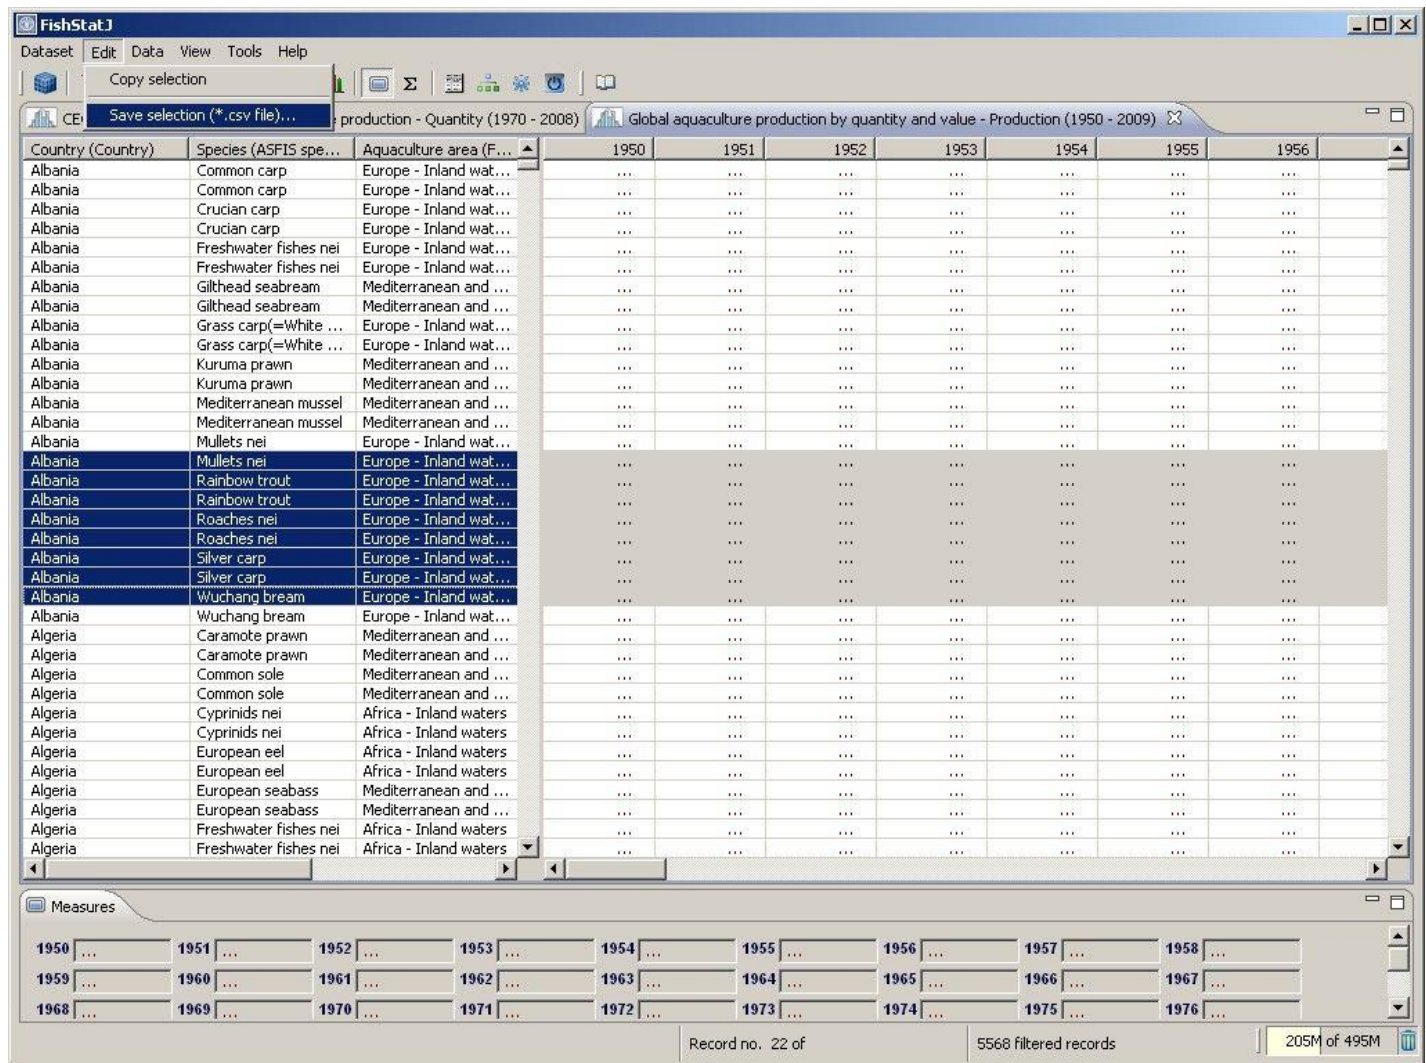 FishStatJ
Dataset Edit Data View Tools Help
Copy selection
Save selection (*.csv file)...
CE production - Quantity (1970 - 2008) Global aquaculture production by quantity and value - Production (1950 - 2009)
Country (Country) Species (ASFIS spe... Aquaculture area (F... 1950 1951 1952 1953 1954 1955 1956
Albania Common carp Europe - Inland wat... ... ... ... ... ... ... ...
Albania Common carp Europe - Inland wat... ... ... ... ... ... ... ...
Albania Crucian carp Europe - Inland wat... ... ... ... ... ... ... ...
Albania Crucian carp Europe - Inland wat... ... ... ... ... ... ... ...
Albania Freshwater fishes nei Europe - Inland wat... ... ... ... ... ... ... ...
Albania Freshwater fishes nei Europe - Inland wat... ... ... ... ... ... ... ...
Albania Gilthead seabream Mediterranean and ... ... ... ... ... ... ... ...
Albania Gilthead seabream Mediterranean and ... ... ... ... ... ... ... ...
Albania Grass carp(=White ... Europe - Inland wat... ... ... ... ... ... ... ...
Albania Grass carp(=White ... Europe - Inland wat... ... ... ... ... ... ... ...
Albania Kuruma prawn Mediterranean and ... ... ... ... ... ... ... ...
Albania Kuruma prawn Mediterranean and ... ... ... ... ... ... ... ...
Albania Mediterranean mussel Mediterranean and ... ... ... ... ... ... ... ...
Albania Mediterranean mussel Mediterranean and ... ... ... ... ... ... ... ...
Albania Mullets nei Europe - Inland wat... ... ... ... ... ... ... ...
Albania Mullets nei Europe - Inland wat... ... ... ... ... ... ... ...
Albania Rainbow trout Europe - Inland wat... ... ... ... ... ... ... ...
Albania Rainbow trout Europe - Inland wat... ... ... ... ... ... ... ...
Albania Roaches nei Europe - Inland wat... ... ... ... ... ... ... ...
Albania Roaches nei Europe - Inland wat... ... ... ... ... ... ... ...
Albania Silver carp Europe - Inland wat... ... ... ... ... ... ... ...
Albania Silver carp Europe - Inland wat... ... ... ... ... ... ... ...
Albania Wuchang bream Europe - Inland wat... ... ... ... ... ... ... ...
Albania Wuchang bream Europe - Inland wat... ... ... ... ... ... ... ...
Algeria Caramote prawn Mediterranean and ... ... ... ... ... ... ... ...
Algeria Caramote prawn Mediterranean and ... ... ... ... ... ... ... ...
Algeria Common sole Mediterranean and ... ... ... ... ... ... ... ...
Algeria Common sole Mediterranean and ... ... ... ... ... ... ... ...
Algeria Cyprinids nei Africa - Inland waters ... ... ... ... ... ... ...
Algeria Cyprinids nei Africa - Inland waters ... ... ... ... ... ... ...
Algeria European eel Africa - Inland waters ... ... ... ... ... ... ...
Algeria European eel Africa - Inland waters ... ... ... ... ... ... ...
Algeria European seabass Mediterranean and ... ... ... ... ... ... ... ...
Algeria European seabass Mediterranean and ... ... ... ... ... ... ... ...
Algeria Freshwater fishes nei Africa - Inland waters ... ... ... ... ... ... ...
Algeria Freshwater fishes nei Africa - Inland waters ... ... ... ... ... ... ...
Measures
1950 ... 1951 ... 1952 ... 1953 ... 1954 ... 1955 ... 1956 ... 1957 ... 1958 ...
1959 ... 1960 ... 1961 ... 1962 ... 1963 ... 1964 ... 1965 ... 1966 ... 1967 ...
1968 ... 1969 ... 1970 ... 1971 ... 1972 ... 1973 ... 1974 ... 1975 ... 1976 ...
Record no. 22 of 5568 filtered records 205M of 495M